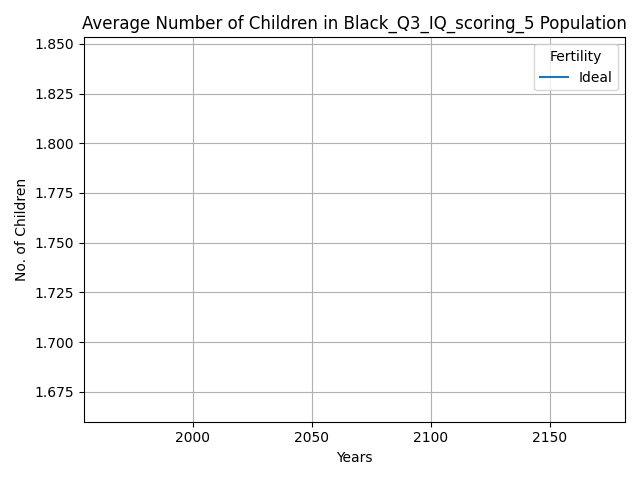 Average Number of Children in Black_Q3_IQ_scoring_5 Population
Fertility
Ideal
1.850
1.825
1.800
1.775
1.750
1.725
1.700
1.675
No. of Children
2000 2050 2100 2150
Years